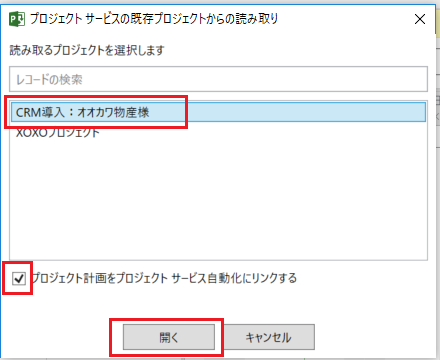 プロジェクト サービスの既存プロジェクトからの読み取り
読み取るプロジェクトを選択します
レコードの検索
CRM導入：オオカワ物産様
XOXOプロジェクト
プロジェクト計画をプロジェクト サービス自動化にリンクする
開く
キャンセル